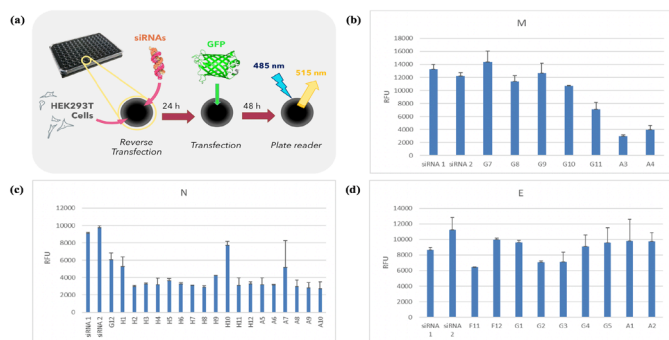 (a)
siRNAs
GFP
485 nm
515 nm
HEK293T
Cells
24 h
48 h
Reverse
Transfection
Transfection
Plate reader
(b)
M
RFU
18000
16000
14000
12000
10000
8000
6000
4000
2000
0
siRNA 1 siRNA 2 G7 G8 G9 G10 G11 A3 A4
(c)
N
RFU
12000
10000
8000
6000
4000
2000
0
siRNA 1 siRNA 2 G12 H1 H2 H3 H4 H5 H6 H7 H8 H9 H10 H11 H12 A5 A6 A7 A8 A9 A10
(d)
E
RFU
14000
12000
10000
8000
6000
4000
2000
0
siRNA 1 siRNA 2 F11 F12 G1 G2 G3 G4 G5 A1 A2